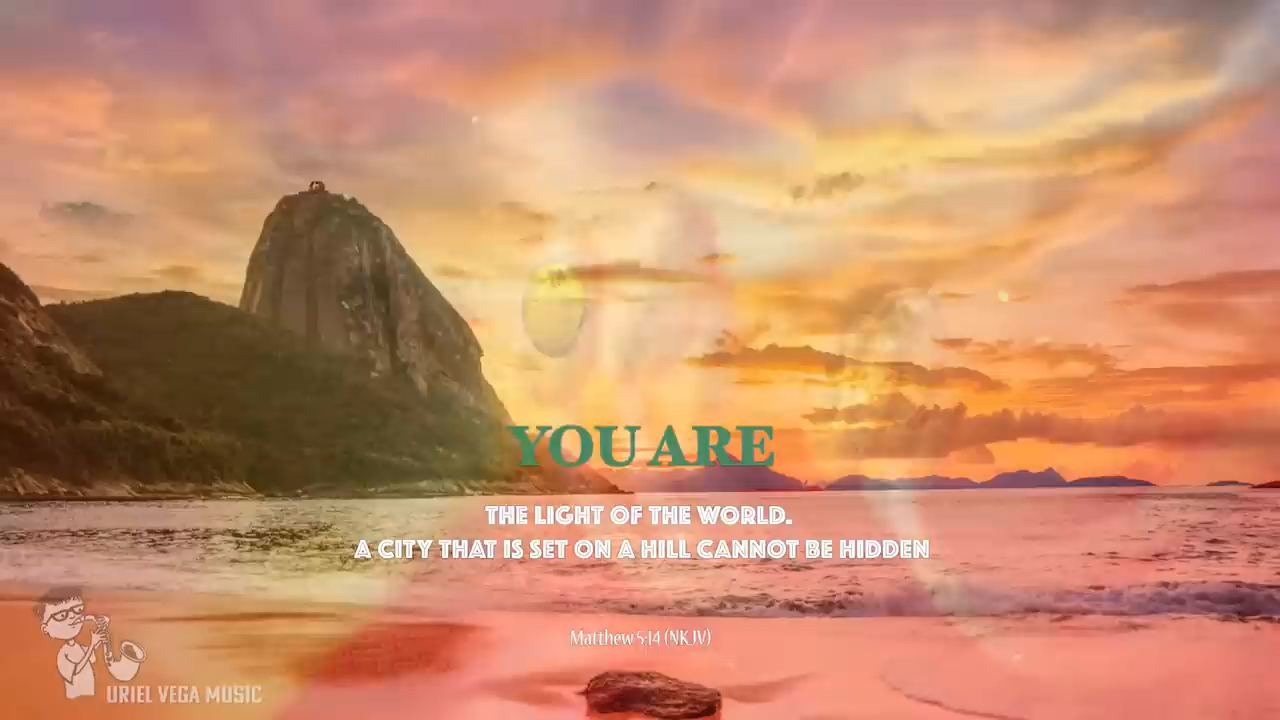 YOU ARE
THE LIGHT OF THE WORLD.
A CITY THAT IS SET ON A HILL CANNOT BE HIDDEN
Matthew 5:14 (NKJV)
URIEL VEGA MUSIC